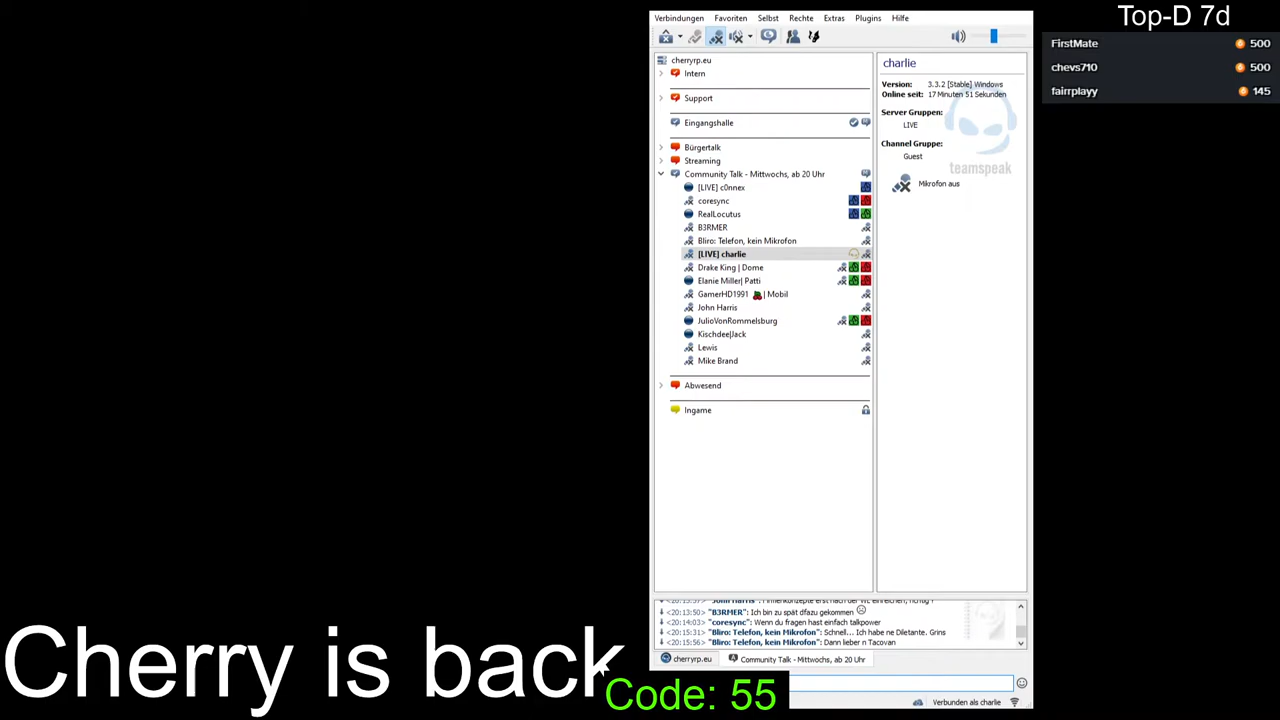 Verbindungen Favoriten Selbst Rechte Extras Plugins Hilfe
cherryrp.eu
Intern
Support
Eingangshalle
Bürgertalk
Streaming
Community Talk - Mittwochs, ab 20 Uhr
[LIVE] c0nnex
coresync
RealLocutus
B3RMER
Bliro: Telefon, kein Mikrofon
[LIVE] charlie
Drake King | Dome
Elanie Miller| Patti
GamerHD1991 | Mobil
John Harris
JulioVonRommelsburg
Kischdee|Jack
Lewis
Mike Brand
Abwesend
Ingame
charlie
Version: 3.3.2 [Stable] Windows
Online seit: 17 Minuten 51 Sekunden
Server Gruppen:
LIVE
Channel Gruppe:
Guest
teamspeak
Mikrofon aus
Top-D 7d
FirstMate 500
chevs710 500
fairrplayy 145
<20:13:50> "B3RMER": Ich bin zu spät dfazu gekommen
<20:14:03> "coresync": Wenn du fragen hast einfach talkpower
<20:15:31> "Bliro: Telefon, kein Mikrofon": Schnell... Ich habe ne Diletante. Grins
<20:15:56> "Bliro: Telefon, kein Mikrofon": Dann lieber n Tacovan
cherryrp.eu
Community Talk - Mittwochs, ab 20 Uhr
Verbunden als charlie
Cherry is back
Code: 55